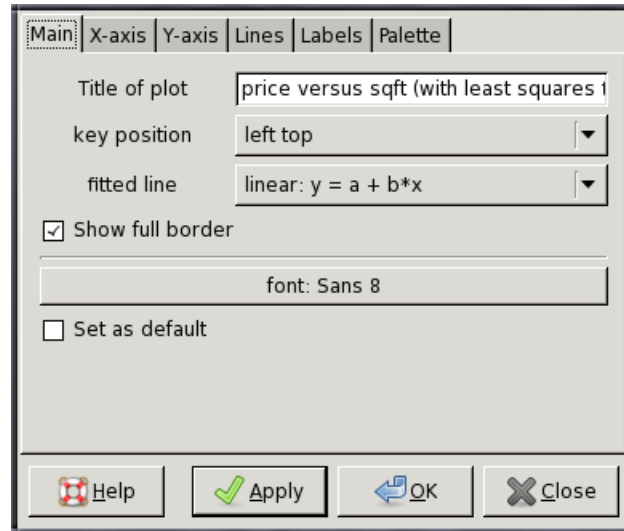 Main X-axis Y-axis Lines Labels Palette
Title of plot price versus sqft (with least squares
key position left top
fitted line linear: y = a + b*x
Show full border
font: Sans 8
Set as default
Help Apply OK Close